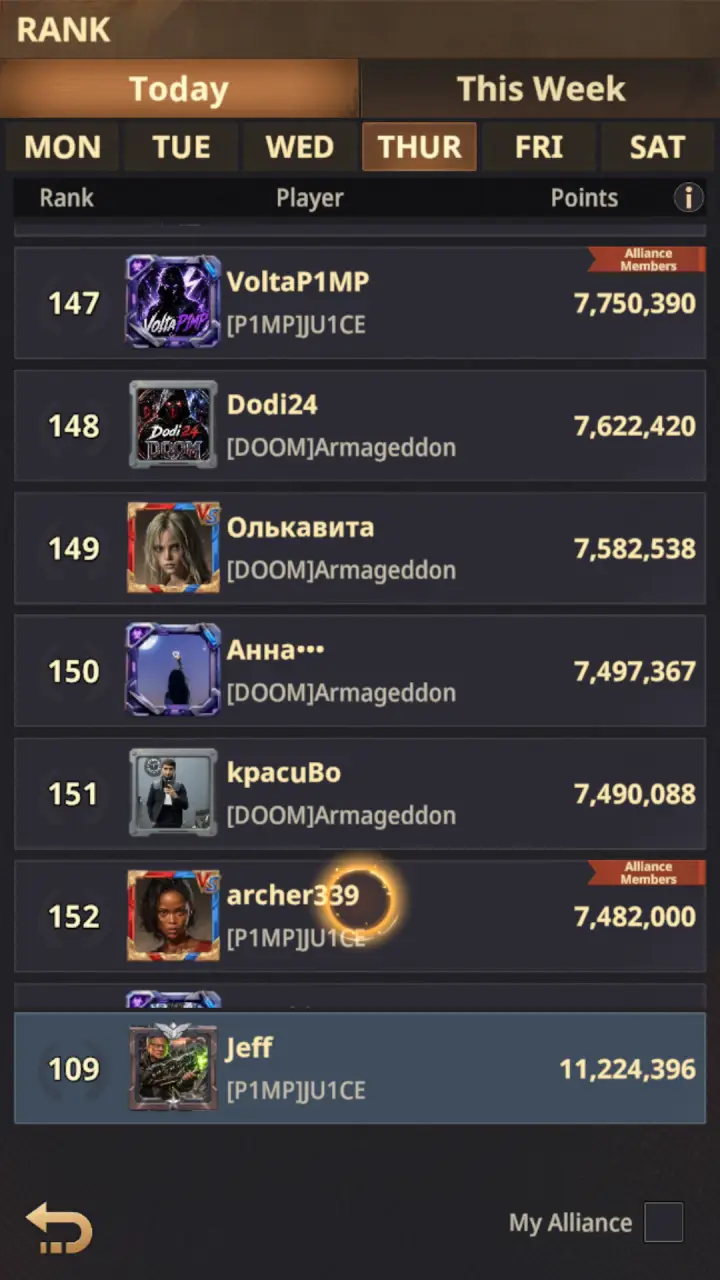 RANK
Today
This Week
MON
TUE
WED
THUR
FRI
SAT
Rank
Player
Points
i
Alliance
Members
147
VoltaP1MP
[P1MP]JU1CE
7,750,390
VoltaP1MP
148
Dodi24
[DOOM]Armageddon
7,622,420
Dodi24
DOOM
149
VS
Олькавита
[DOOM]Armageddon
7,582,538
150
Анна•••
[DOOM]Armageddon
7,497,367
151
kpacuBo
[DOOM]Armageddon
7,490,088
Alliance
Members
152
VS
archer339
[P1MP]JU1CE
7,482,000
109
Jeff
[P1MP]JU1CE
11,224,396
My Alliance